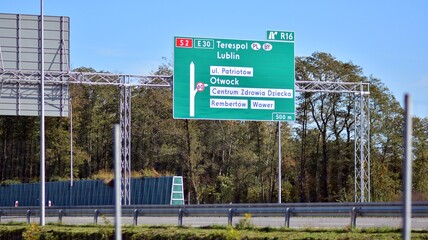 R16
S2 E30 Terespol PL BY
Lublin
ul. Patriotów
Otwock
Centrum Zdrowia Dziecka
Rembertów Wawer
500 m